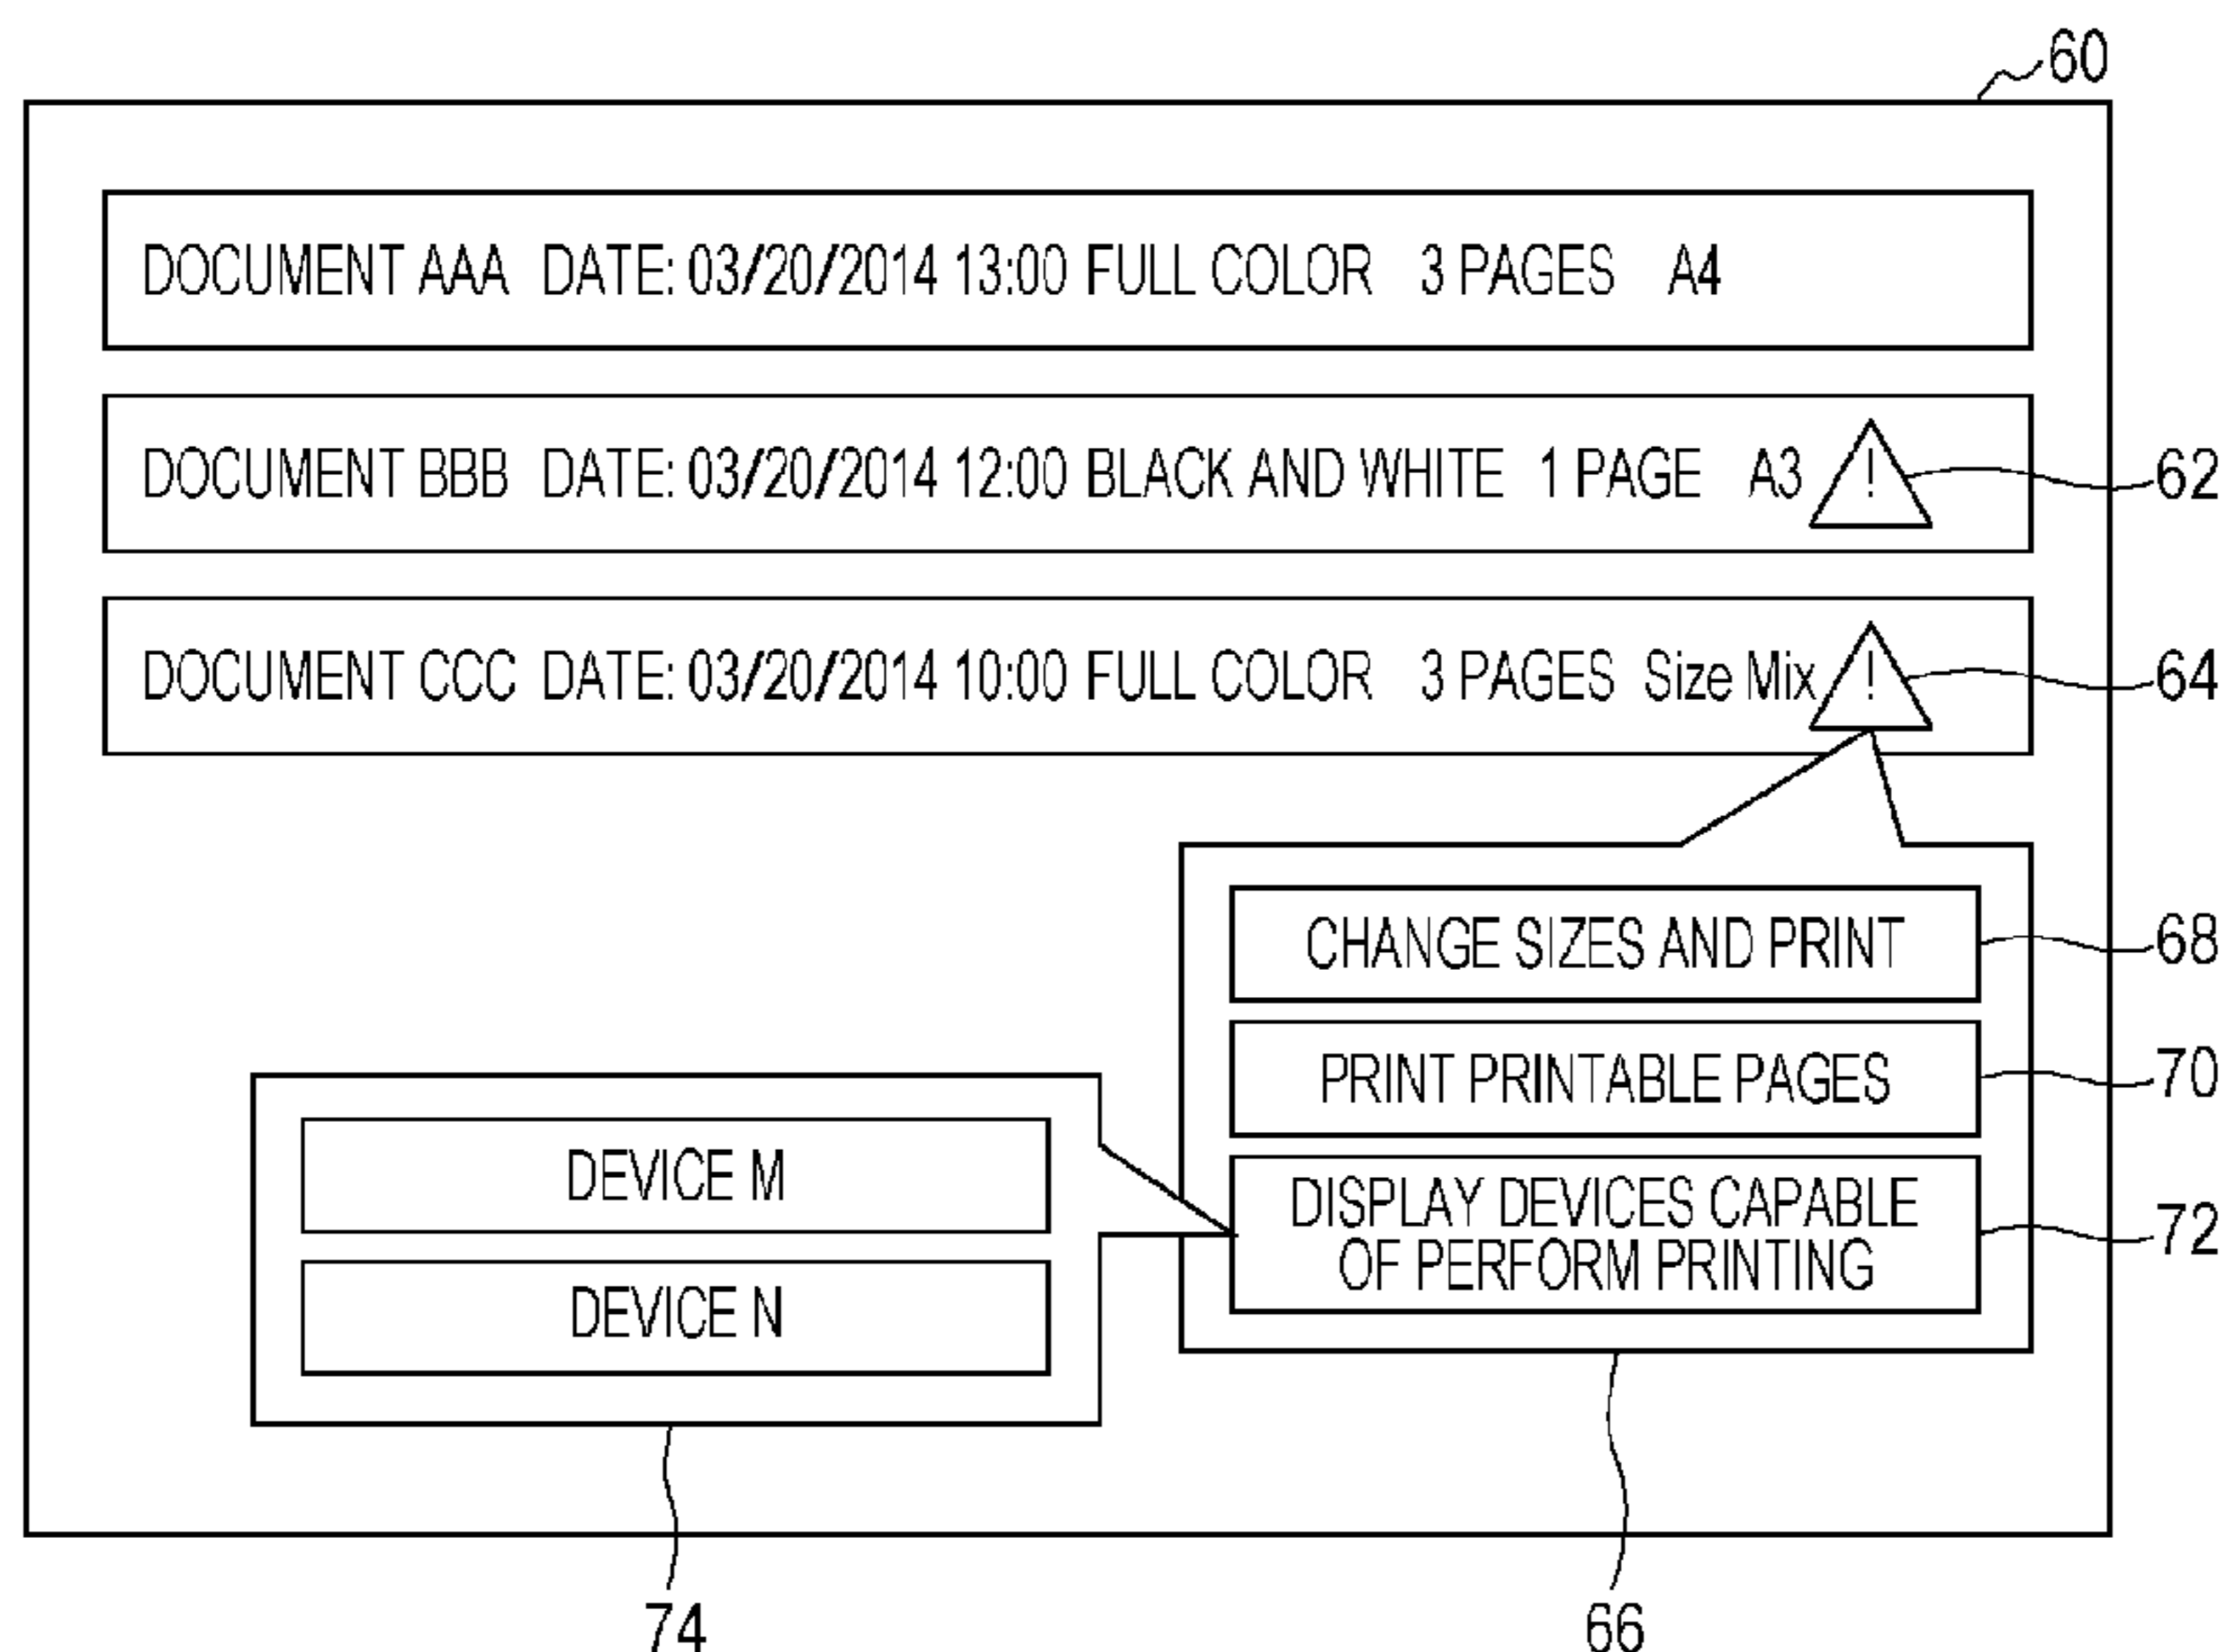 60
DOCUMENT AAA DATE: 03/20/2014 13:00 FULL COLOR 3 PAGES A4
DOCUMENT BBB DATE: 03/20/2014 12:00 BLACK AND WHITE 1 PAGE A3 !
62
DOCUMENT CCC DATE: 03/20/2014 10:00 FULL COLOR 3 PAGES Size Mix !
64
CHANGE SIZES AND PRINT
68
PRINT PRINTABLE PAGES
70
DISPLAY DEVICES CAPABLE
OF PERFORM PRINTING
72
DEVICE M
DEVICE N
74
66